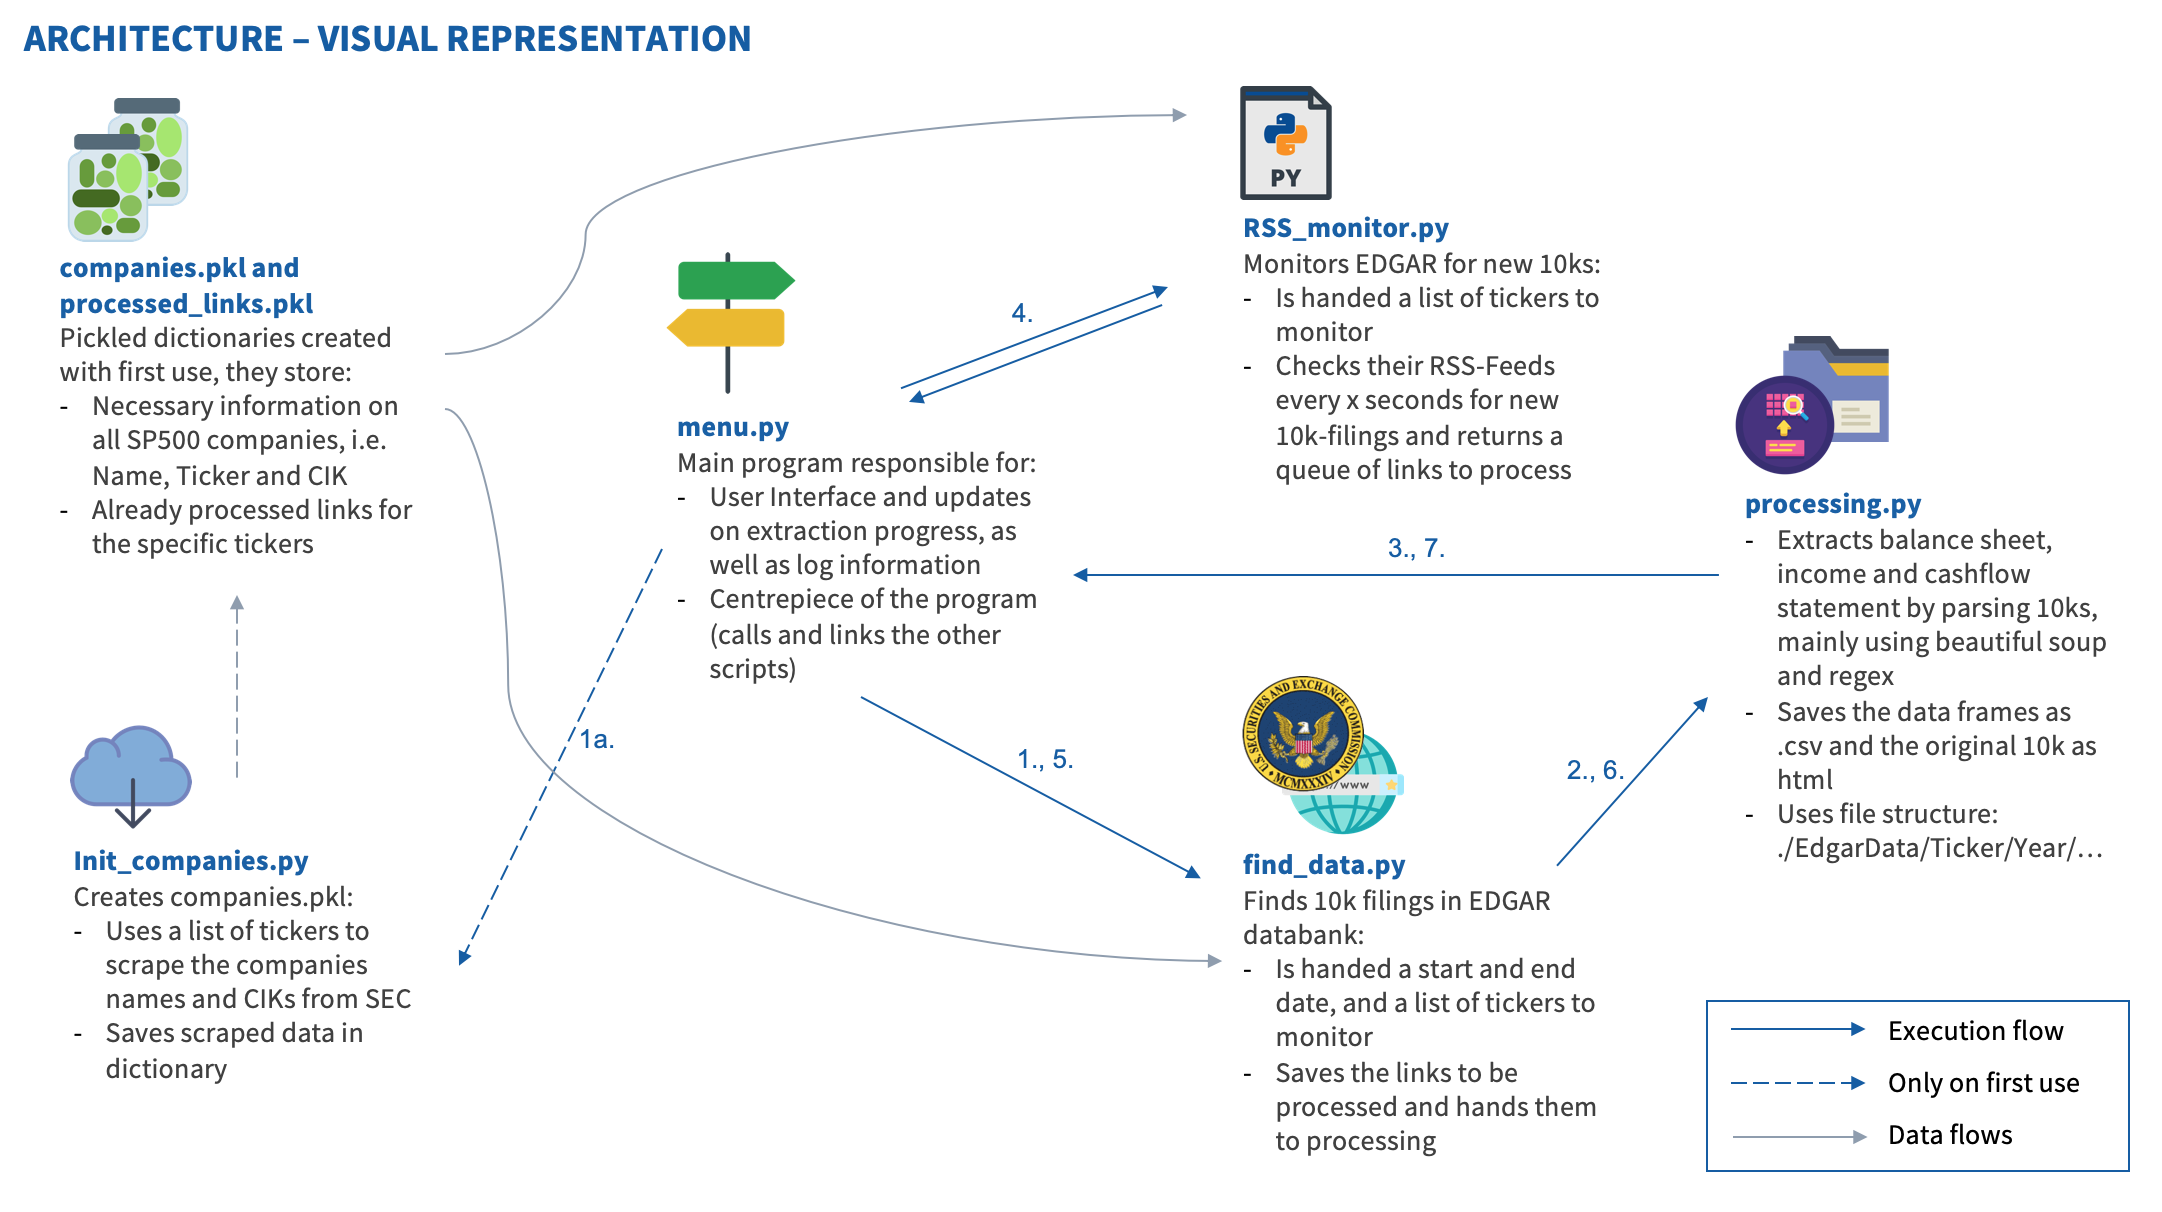 ARCHITECTURE – VISUAL REPRESENTATION
companies.pkl and
processed_links.pkl
Pickled dictionaries created
with first use, they store:
- Necessary information on
all SP500 companies, i.e.
Name, Ticker and CIK
- Already processed links for
the specific tickers
Init_companies.py
Creates companies.pkl:
- Uses a list of tickers to
scrape the companies
names and CIKs from SEC
- Saves scraped data in
dictionary
menu.py
Main program responsible for:
- User Interface and updates
on extraction progress, as
well as log information
- Centrepiece of the program
(calls and links the other
scripts)
1a.
1., 5.
4.
3., 7.
2., 6.
PY
RSS_monitor.py
Monitors EDGAR for new 10ks:
- Is handed a list of tickers to
monitor
- Checks their RSS-Feeds
every x seconds for new
10k-filings and returns a
queue of links to process
U.S. SECURITIES AND EXCHANGE COMMISSION
MCMXXXIV
//www
find_data.py
Finds 10k filings in EDGAR
databank:
- Is handed a start and end
date, and a list of tickers to
monitor
- Saves the links to be
processed and hands them
to processing
processing.py
- Extracts balance sheet,
income and cashflow
statement by parsing 10ks,
mainly using beautiful soup
and regex
- Saves the data frames as
.csv and the original 10k as
html
- Uses file structure:
./EdgarData/Ticker/Year/…
Execution flow
Only on first use
Data flows